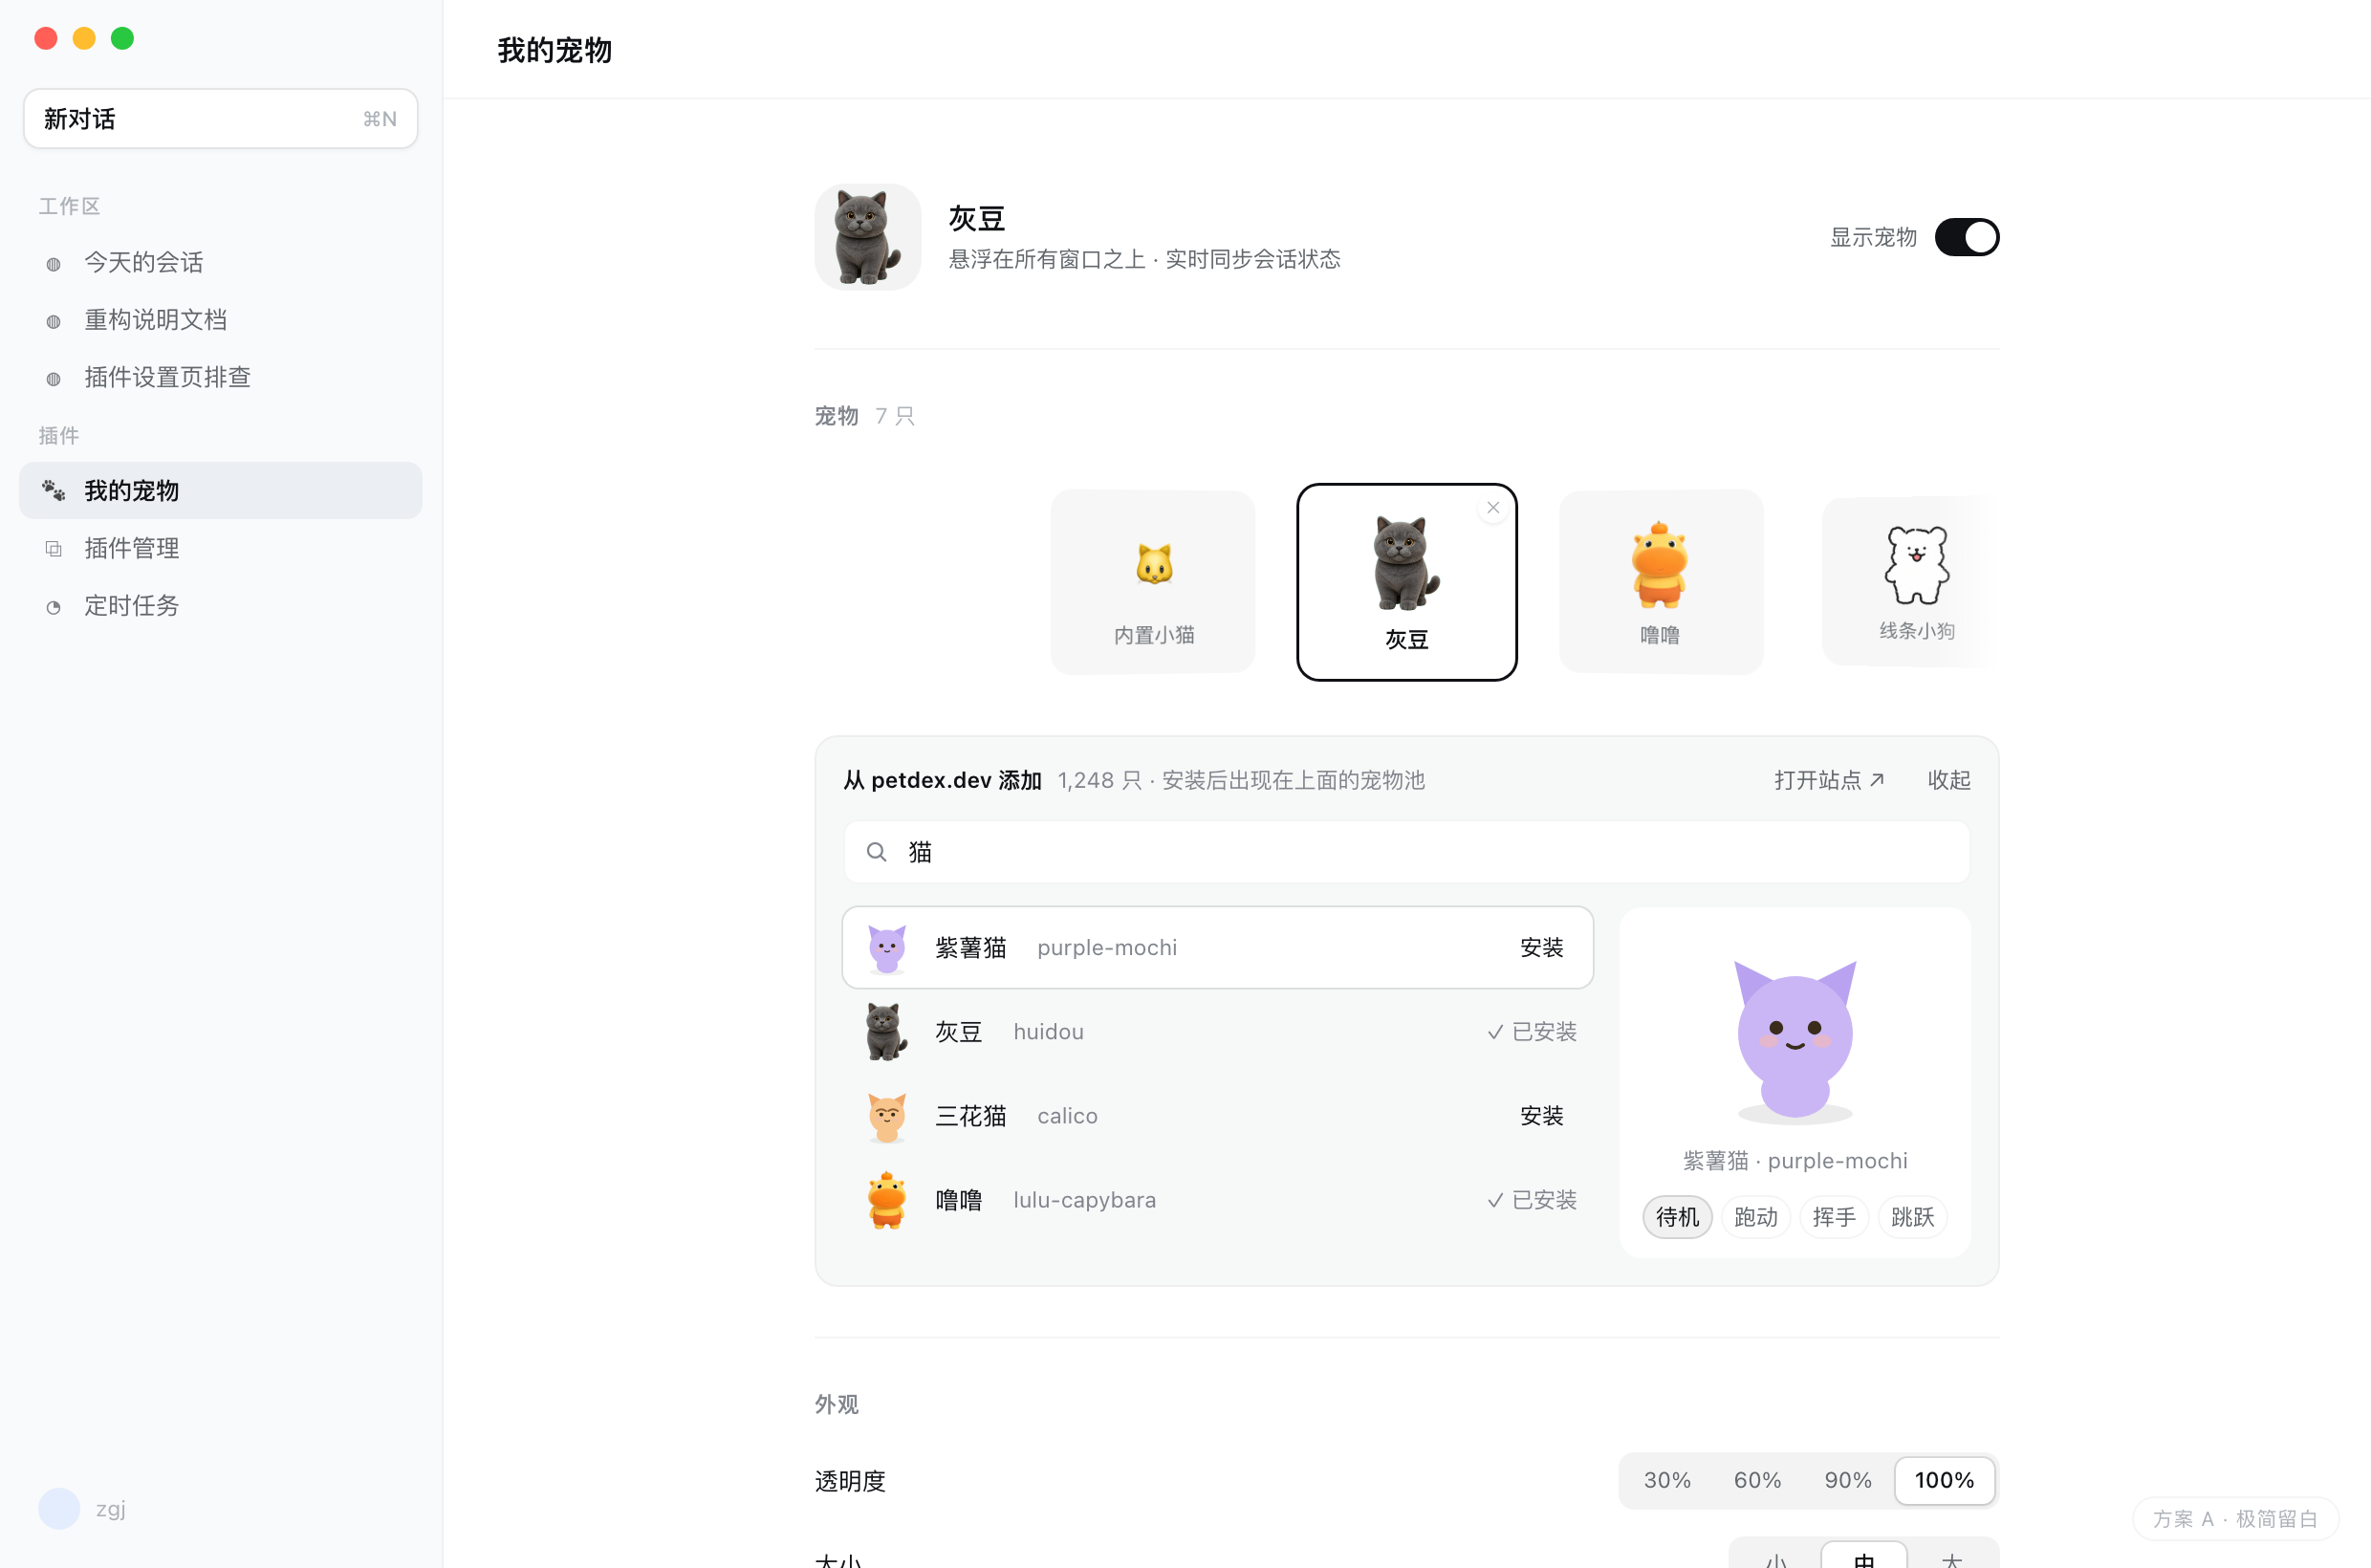 我的宠物
新对话 ⌘N
工作区
今天的会话
重构说明文档
插件设置页排查
插件
我的宠物
插件管理
定时任务
zgj
灰豆
悬浮在所有窗口之上 · 实时同步会话状态
显示宠物
宠物 7 只
内置小猫
灰豆
噜噜
线条小狗
从 petdex.dev 添加 1,248 只 · 安装后出现在上面的宠物池 打开站点 ↗ 收起
猫
紫薯猫 purple-mochi 安装
灰豆 huidou ✓ 已安装
三花猫 calico 安装
噜噜 lulu-capybara ✓ 已安装
紫薯猫 · purple-mochi
待机 跑动 挥手 跳跃
外观
透明度 30% 60% 90% 100%
大小 小 中 大
方案 A · 极简留白